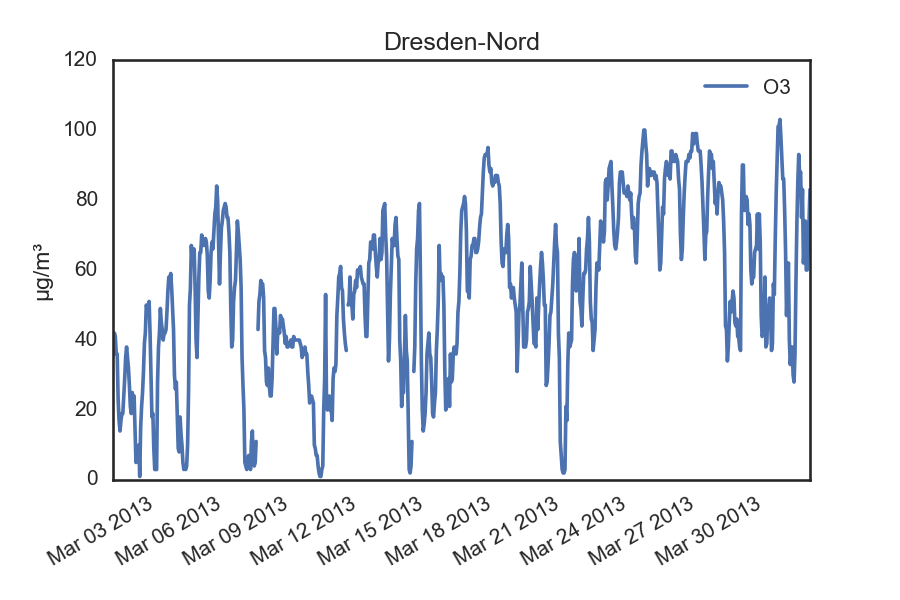 Dresden-Nord
O3
µg/m³
120
100
80
60
40
20
0
Mar 03 2013
Mar 06 2013
Mar 09 2013
Mar 12 2013
Mar 15 2013
Mar 18 2013
Mar 21 2013
Mar 24 2013
Mar 27 2013
Mar 30 2013